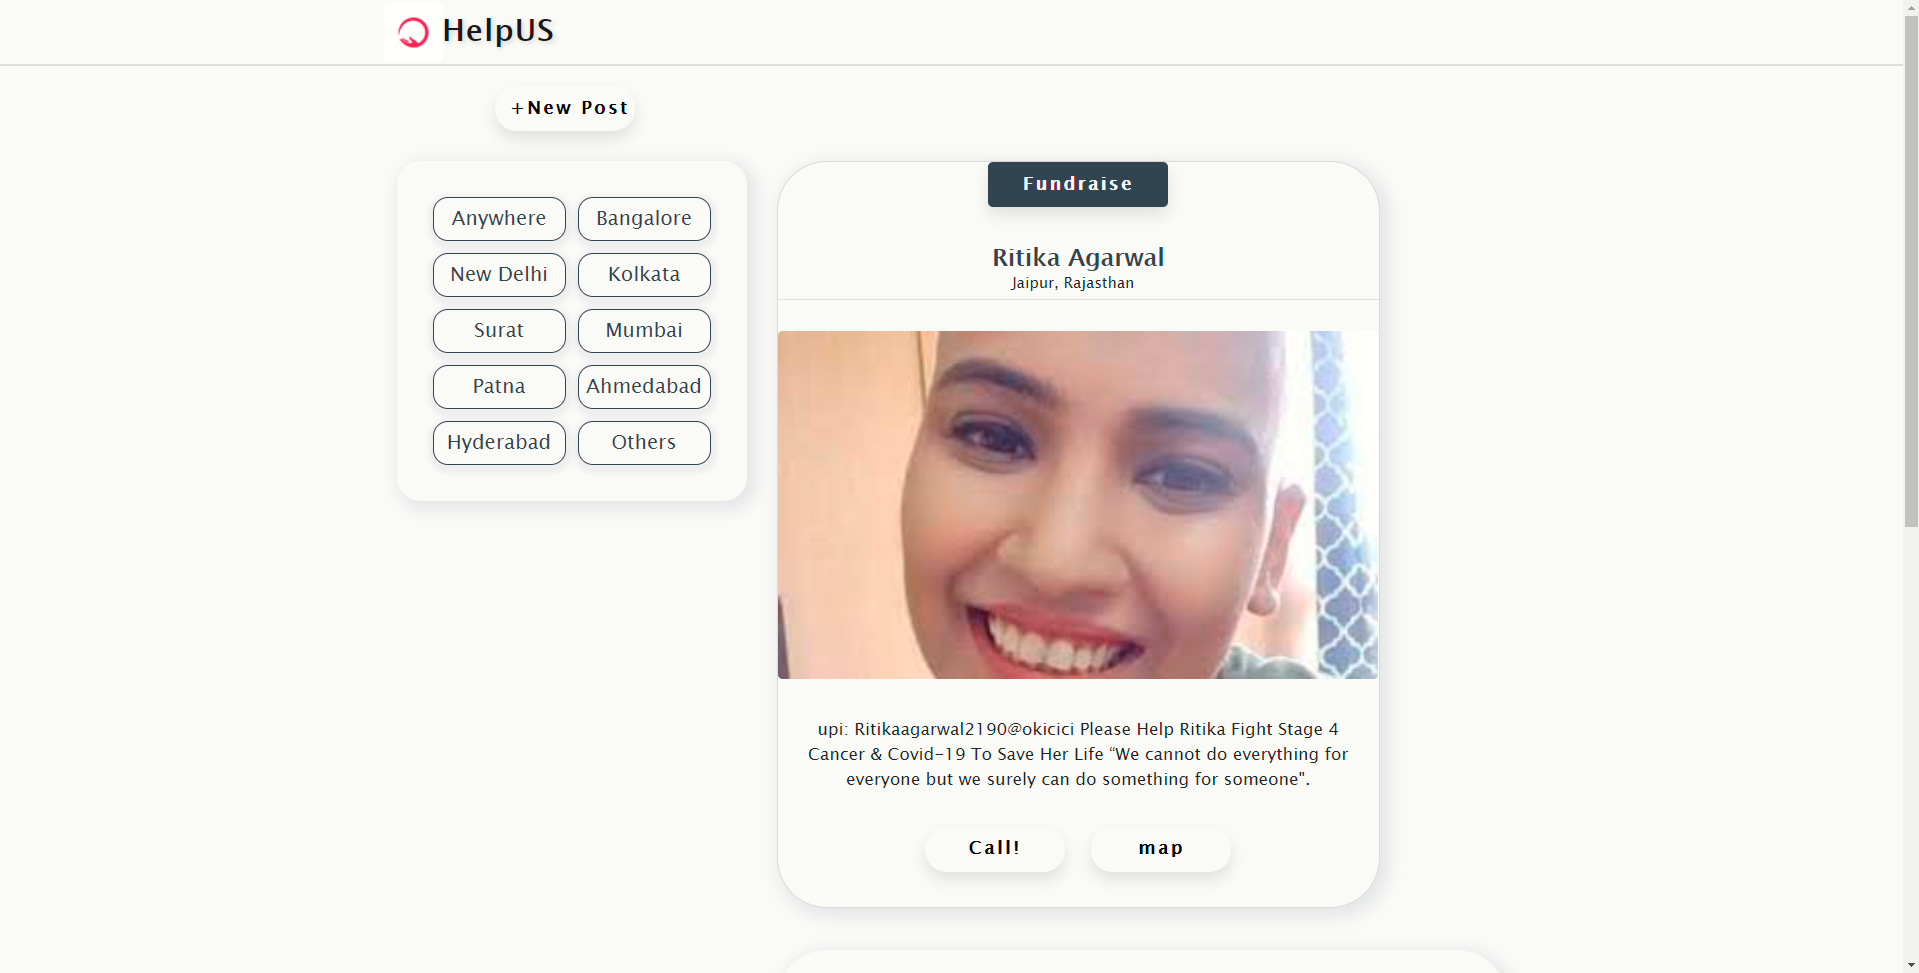 HelpUS
+New Post
Anywhere
Bangalore
New Delhi
Kolkata
Surat
Mumbai
Patna
Ahmedabad
Hyderabad
Others
Fundraise
Ritika Agarwal
Jaipur, Rajasthan
upi: Ritikaagarwal2190@okicici Please Help Ritika Fight Stage 4
Cancer & Covid-19 To Save Her Life “We cannot do everything for
everyone but we surely can do something for someone".
Call!
map